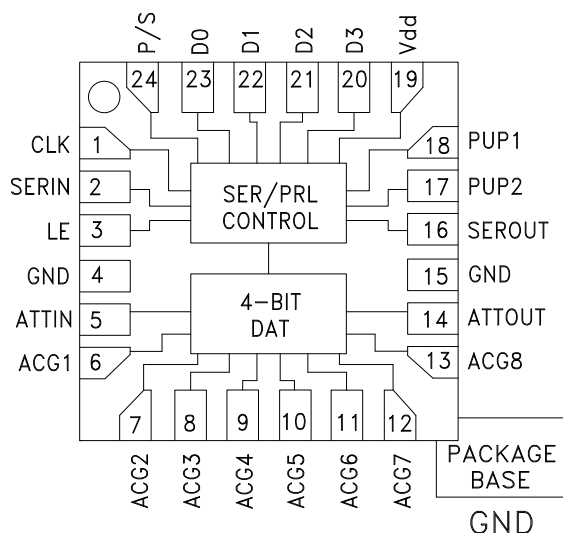 P/S
D0
D1
D2
D3
Vdd
24
23
22
21
20
19
CLK
1
18
PUP1
SERIN
2
17
PUP2
LE
3
16
SEROUT
SER/PRL
CONTROL
GND
4
15
GND
4-BIT
DAT
ATTIN
5
14
ATTOUT
ACG1
6
13
ACG8
7
8
9
10
11
12
ACG2
ACG3
ACG4
ACG5
ACG6
ACG7
PACKAGE
BASE
GND